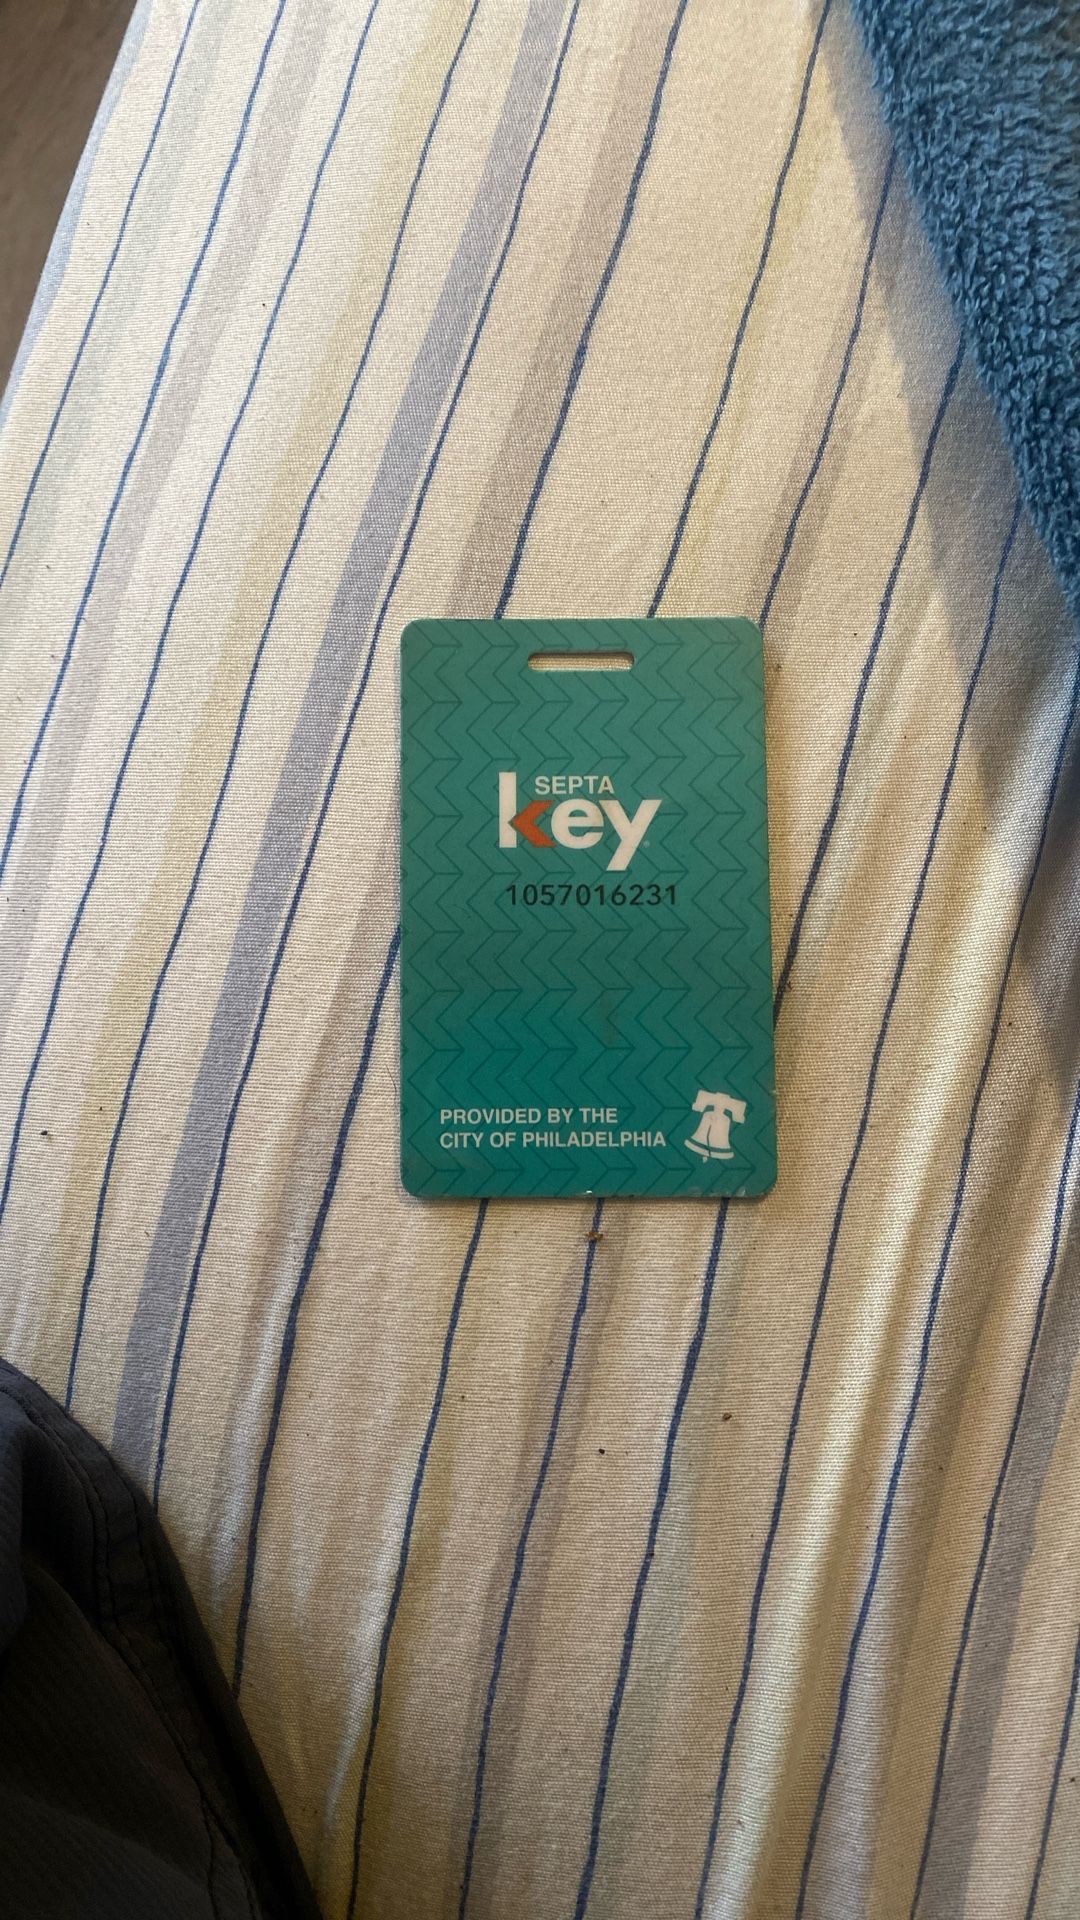 SEPTA
key
1057016231
PROVIDED BY THE
CITY OF PHILADELPHIA